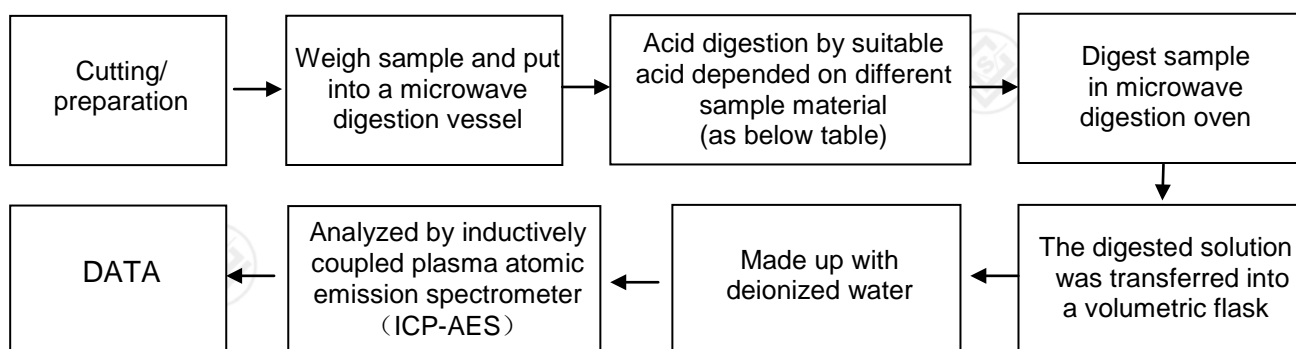 Cutting/
preparation
Weigh sample and put
into a microwave
digestion vessel
Acid digestion by suitable
acid depended on different
sample material
(as below table)
Digest sample
in microwave
digestion oven
The digested solution
was transferred into
a volumetric flask
Made up with
deionized water
Analyzed by inductively
coupled plasma atomic
emission spectrometer
（ICP-AES）
DATA